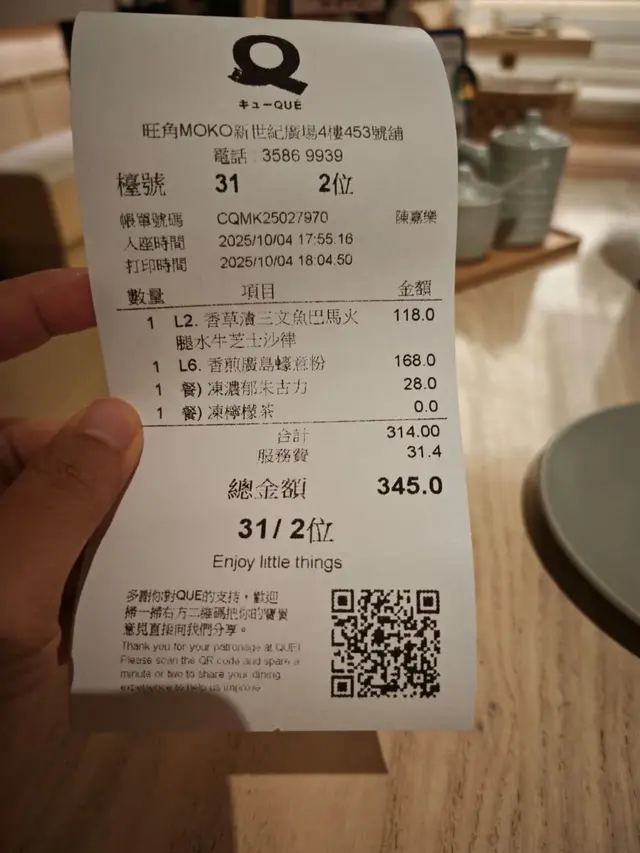 Q
キューQUÉ
旺角MOKO新世紀廣場4樓453號舖
電話 : 3586 9939
檯號 31 2位
帳單號碼 CQMK25027970 陳嘉樂
入座時間 2025/10/04 17:55.16
打印時間 2025/10/04 18:04.50
數量 項目 金額
1 L2. 香草漬三文魚巴馬火 118.0
腿水牛芝士沙律
1 L6. 香煎廣島蠔意粉 168.0
1 餐) 凍濃郁朱古力 28.0
1 餐) 凍檸檬茶 0.0
合計 314.00
服務費 31.4
總金額 345.0
31 / 2位
Enjoy little things
多謝你對QUE的支持，歡迎
掃一掃右方二維碼把你的寶貴
意見直接向我們分享。
Thank you for your patronage at QUE!
Please scan the QR code and spare a
minute or two to share your dining
experience to help us improve